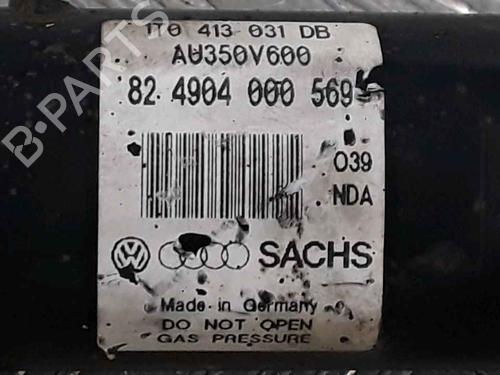 1T0 413 031 DB
AU350V600
82 4904 000 569
039
NDA
SACHS
Made in Germany
DO NOT OPEN
GAS PRESSURE